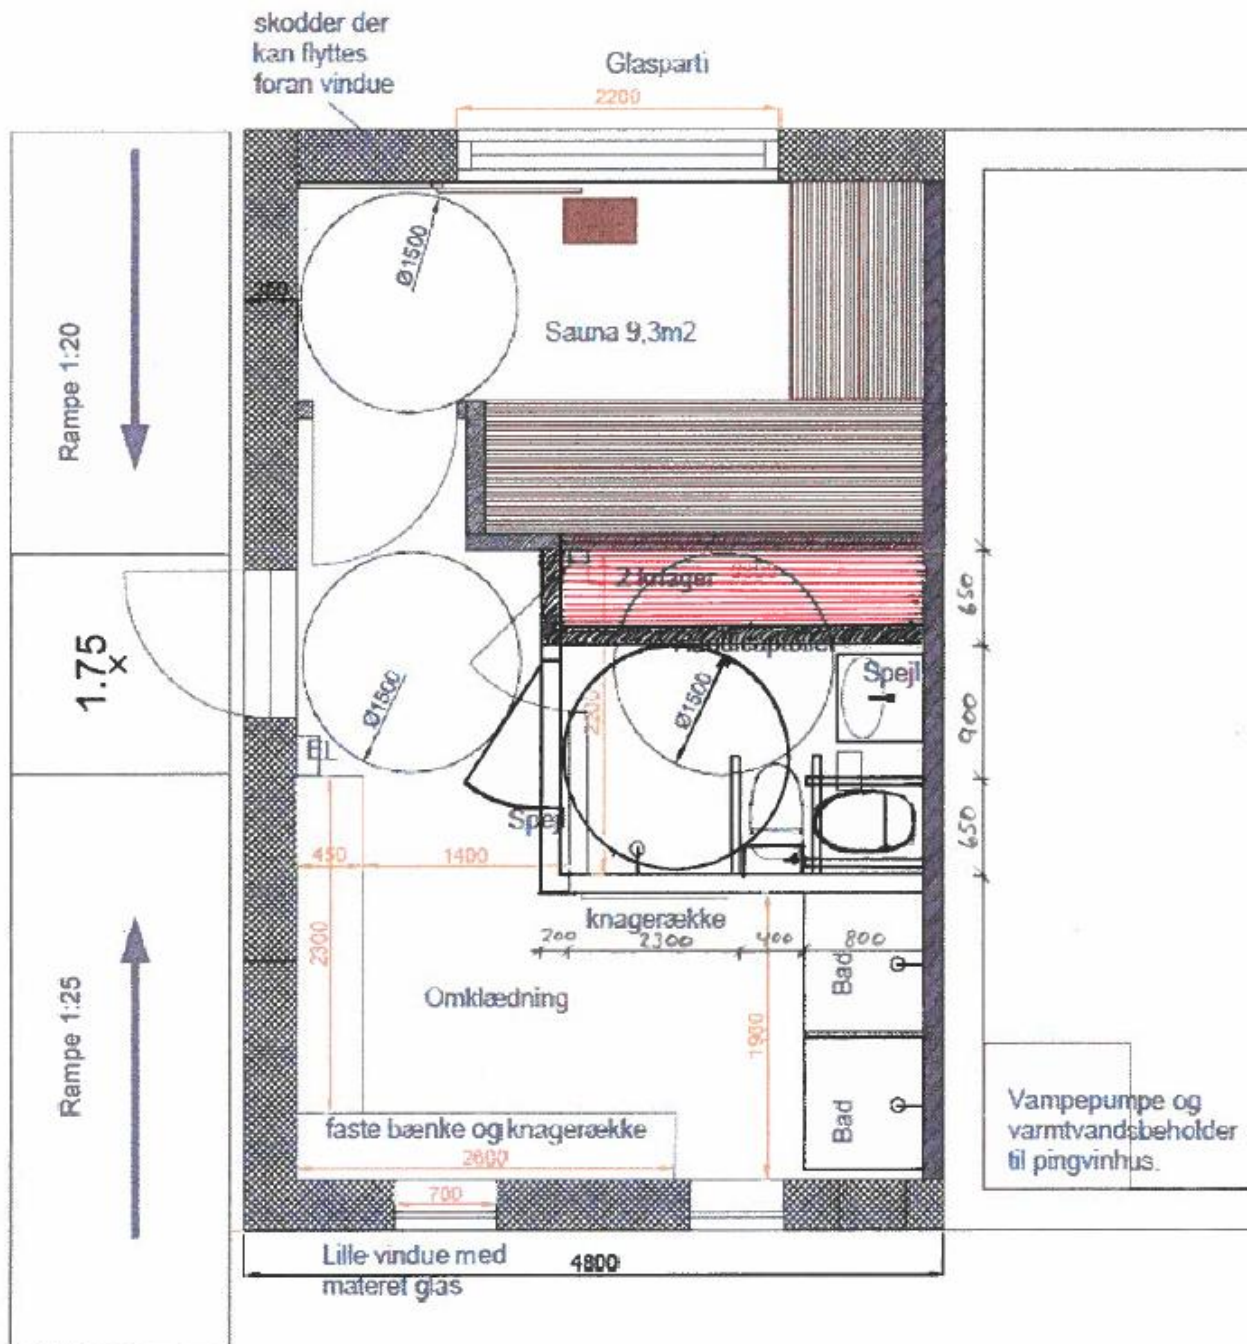 skodder der
kan flyttes
foran vindue
Glasparti
2200
Ø1500
Rampe 1:20
Sauna 9,3m2
2 knager
650
1.75
x
Spejl
Ø1500
Ø1500
2200
900
EL
Spejl
650
450
1400
knagerække
200
2300
400
800
2300
Bad
Omklædning
1900
Rampe 1:25
Bad
faste bænke og knagerække
2600
Vampepumpe og
varmtvandsbeholder
til pingvinhus.
700
Lille vindue med
materet glas
4800